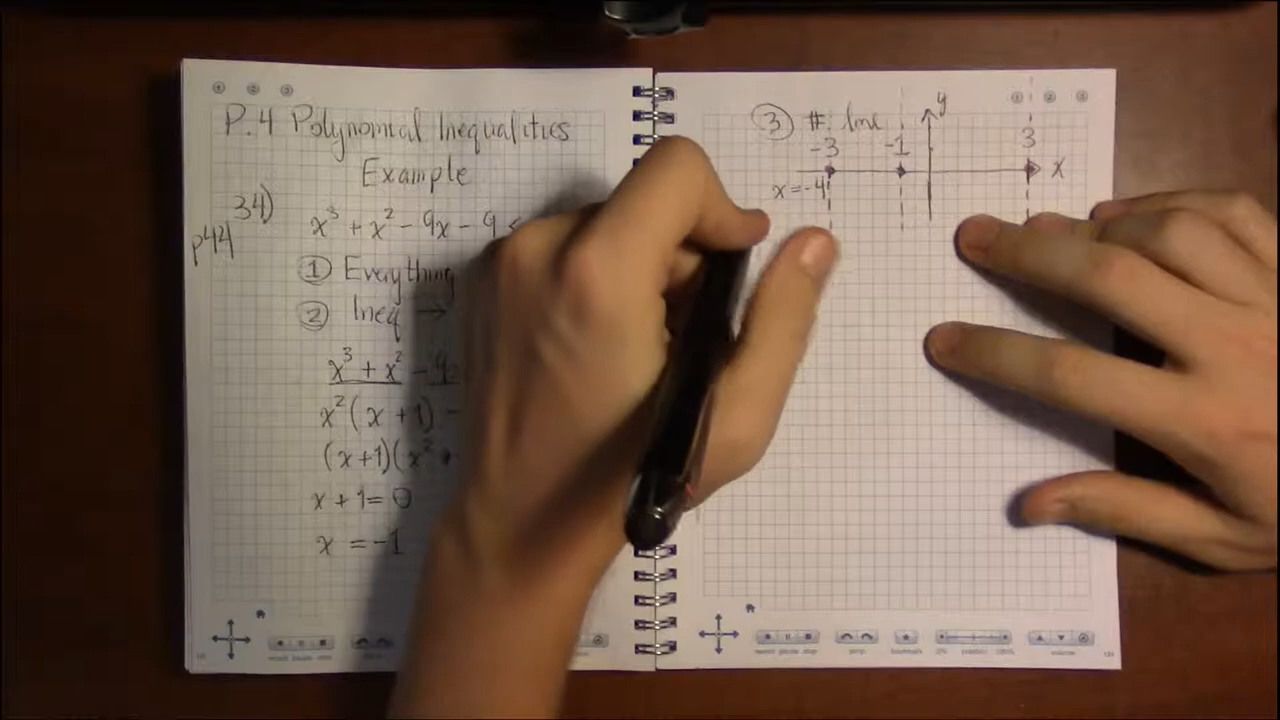 P.4 Polynomial Inequalities
Example
34)
p44
x³ + x² - 9x - 9 <
① Everything
② Ineq →
x³ + x² - 9
x²(x + 1) -
(x+1)(x²
x + 1 = 0
x = -1
③ #. line
y
-3 -1 3
x
x = -4